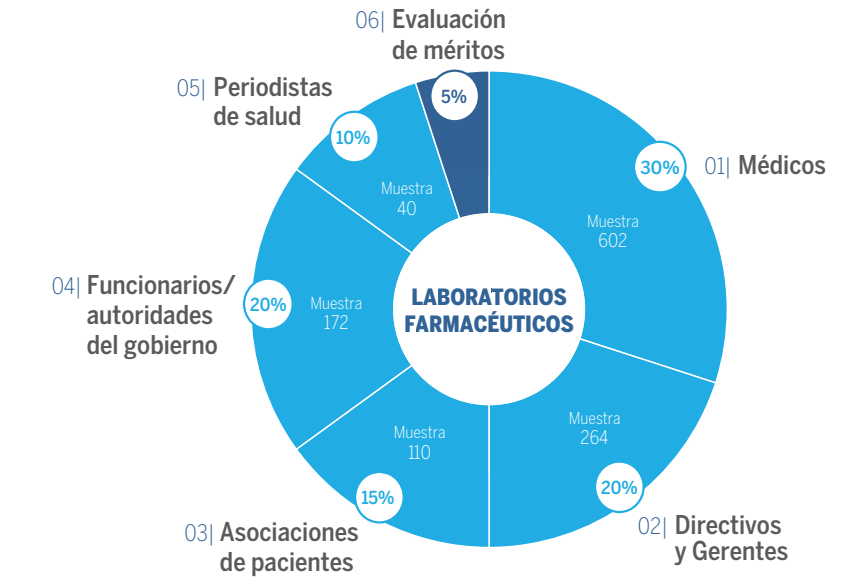 06| Evaluación
de méritos
5%
05| Periodistas
de salud
10%
Muestra
40
30%
01| Médicos
Muestra
602
04| Funcionarios/
autoridades
del gobierno
20%
Muestra
172
LABORATORIOS
FARMACÉUTICOS
Muestra
264
20%
02| Directivos
y Gerentes
Muestra
110
15%
03| Asociaciones
de pacientes